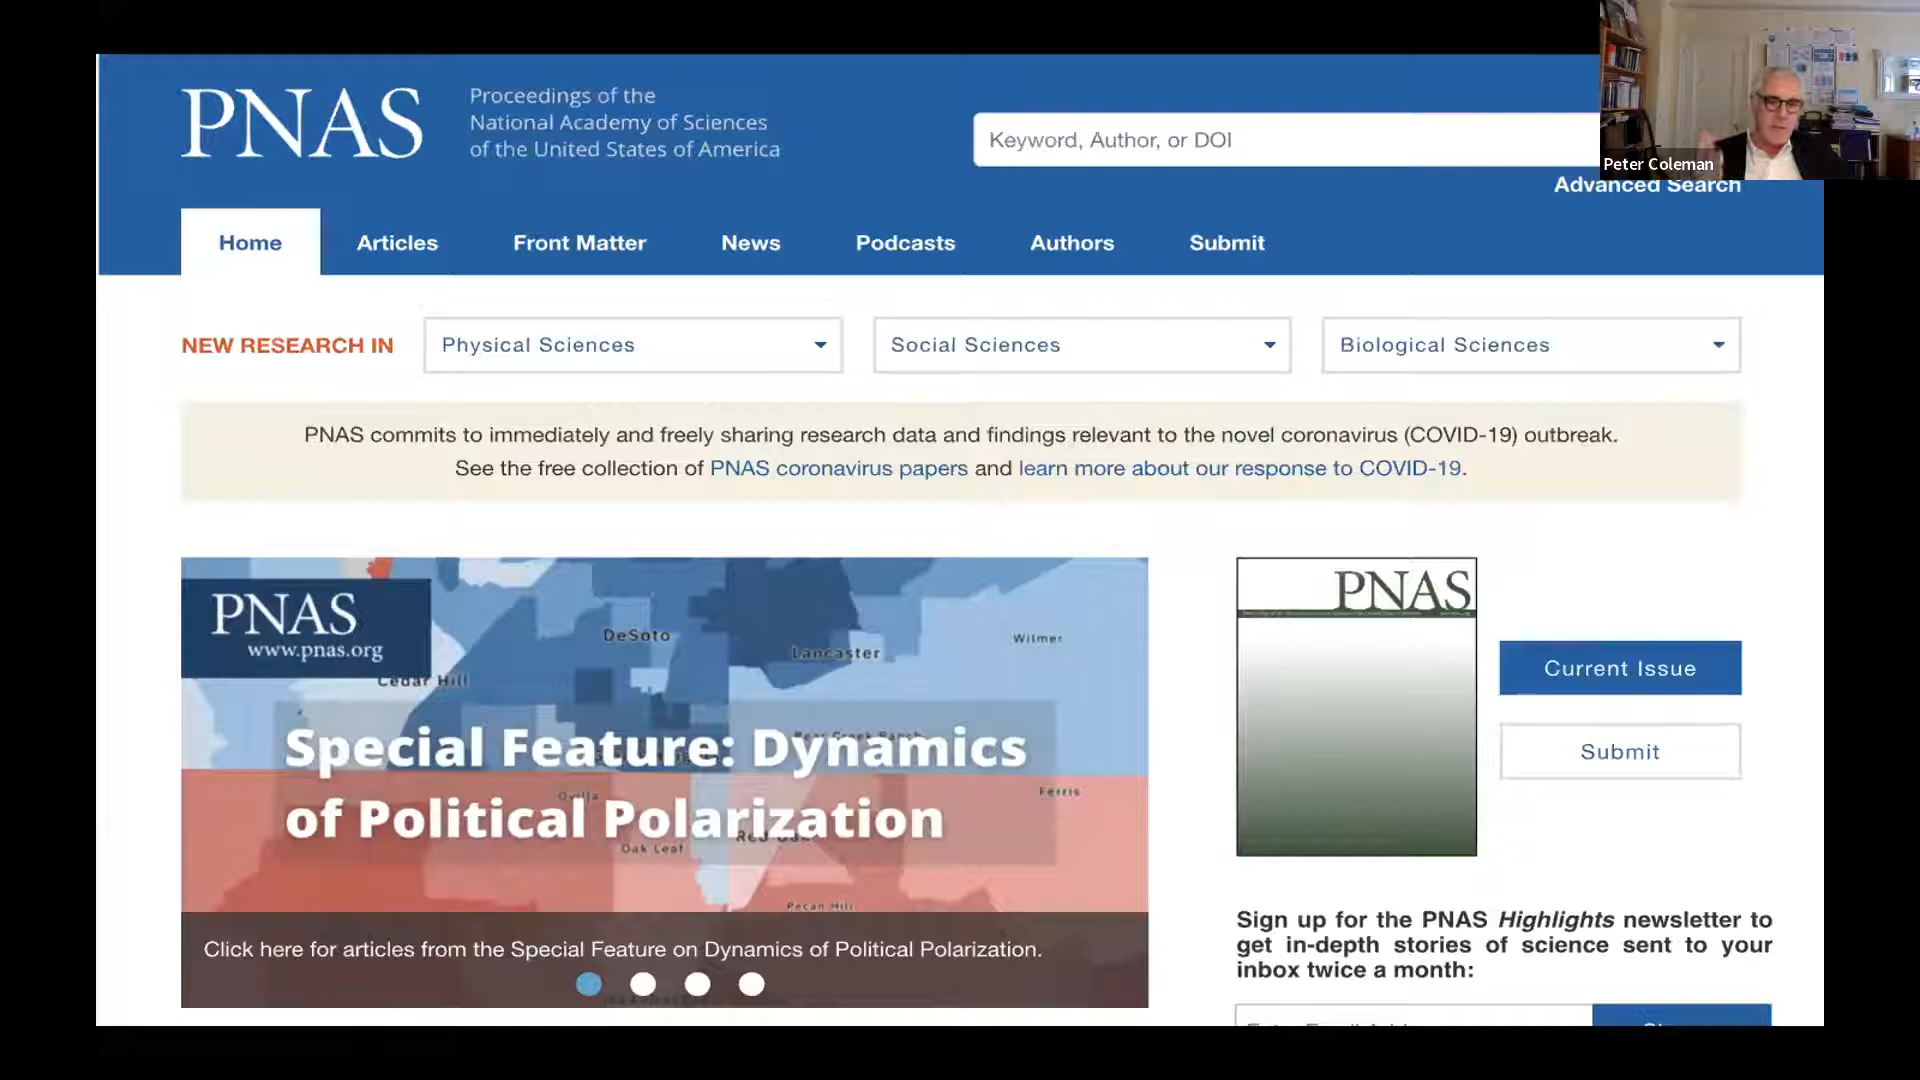 PNAS
Proceedings of the
National Academy of Sciences
of the United States of America
Keyword, Author, or DOI
Peter Coleman
Advanced Search
Home
Articles
Front Matter
News
Podcasts
Authors
Submit
NEW RESEARCH IN
Physical Sciences
Social Sciences
Biological Sciences
PNAS commits to immediately and freely sharing research data and findings relevant to the novel coronavirus (COVID-19) outbreak.
See the free collection of PNAS coronavirus papers and learn more about our response to COVID-19.
PNAS
www.pnas.org
DeSoto
Lancaster
Wilmer
Cedar Hill
Special Feature: Dynamics
of Political Polarization
Bear Creek Ranch
Ovilla
Ferris
Red Oak
Oak Leaf
Pecan Hill
Click here for articles from the Special Feature on Dynamics of Political Polarization.
PNAS
Current Issue
Submit
Sign up for the PNAS Highlights newsletter to
get in-depth stories of science sent to your
inbox twice a month: